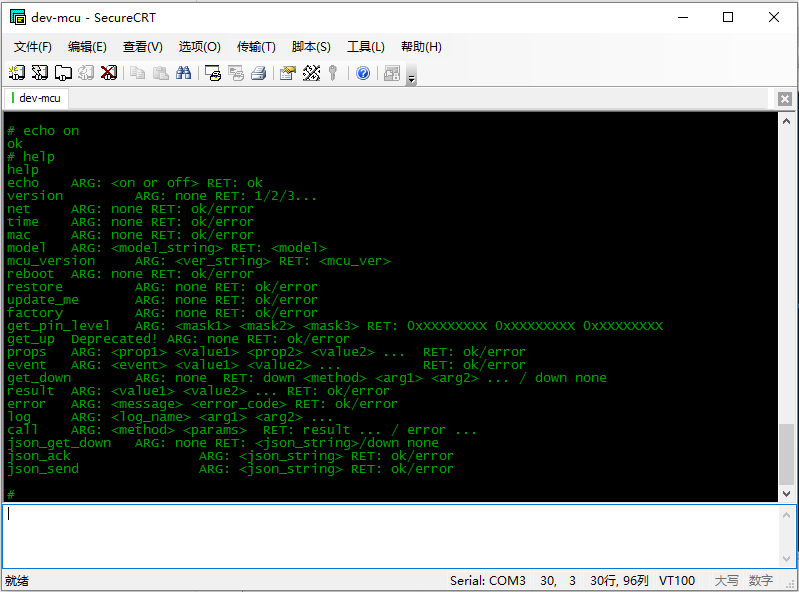 dev-mcu - SecureCRT
文件(F) 编辑(E) 查看(V) 选项(O) 传输(T) 脚本(S) 工具(L) 帮助(H)
dev-mcu
# echo on
ok
# help
help
echo    ARG: <on or off> RET: ok
version         ARG: none RET: 1/2/3...
net     ARG: none RET: ok/error
time    ARG: none RET: ok/error
mac     ARG: none RET: ok/error
model   ARG: <model_string> RET: <model>
mcu_version     ARG: <ver_string> RET: <mcu_ver>
reboot  ARG: none RET: ok/error
restore         ARG: none RET: ok/error
update_me       ARG: none RET: ok/error
factory         ARG: none RET: ok/error
get_pin_level   ARG: <mask1> <mask2> <mask3> RET: 0xXXXXXXXX 0xXXXXXXXX 0xXXXXXXXX
get_up  Deprecated! ARG: none RET: ok/error
props   ARG: <prop1> <value1> <prop2> <value2> ...  RET: ok/error
event   ARG: <event> <value1> <value2> ...          RET: ok/error
get_down        ARG: none  RET: down <method> <arg1> <arg2> ... / down none
result  ARG: <value1> <value2> ... RET: ok/error
error   ARG: <message> <error_code> RET: ok/error
log     ARG: <log_name> <arg1> <arg2> ...
call    ARG: <method> <params>  RET: result ... / error ...
json_get_down   ARG: none RET: <json_string>/down none
json_ack                ARG: <json_string> RET: ok/error
json_send               ARG: <json_string> RET: ok/error
#
就绪 Serial: COM3 30, 3 30行, 96列 VT100 大写 数字